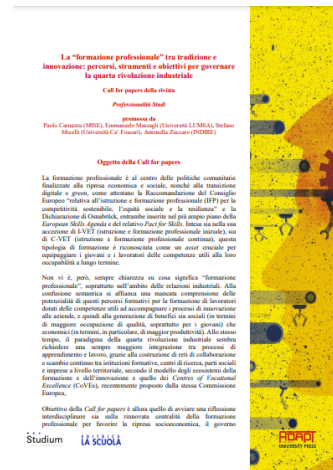 La “formazione professionale” tra tradizione e
innovazione: percorsi, strumenti e obiettivi per governare
la quarta rivoluzione industriale
Call for papers della rivista
Professionalità Studi
promossa da
Paolo Carnazza (MISE), Emmanuele Massagli (Università LUMSA), Stefano
Micelli (Università Ca’ Foscari), Antonella Zuccaro (INDIRE)
Oggetto della Call for papers
La formazione professionale è al centro delle politiche comunitarie
finalizzate alla ripresa economica e sociale, nonché alla transizione
digitale e green, come attestano la Raccomandazione del Consiglio
Europeo “relativa all’istruzione e formazione professionale (IFP) per la
competitività sostenibile, l’equità sociale e la resilienza” e la
Dichiarazione di Osnabrück, entrambe inserite nel più ampio piano della
European Skills Agenda e del relativo Pact for Skills. Intesa sia nella sua
accezione di I-VET (istruzione e formazione professionale iniziale), sia
di C-VET (istruzione e formazione professionale continua), questa
tipologia di formazione è riconosciuta come un asset cruciale per
equipaggiare i giovani e i lavoratori delle competenze utili alla loro
occupabilità a lungo termine.
Non vi è, però, sempre chiarezza su cosa significa “formazione
professionale”, soprattutto nell’ambito delle relazioni industriali. Alla
confusione semantica si affianca una mancata comprensione delle
potenzialità di questi percorsi formativi per la formazione di lavoratori
dotati delle competenze utili ad accompagnare i processi di innovazione
alle aziende, e quindi alla generazione di benefici sia sociali (in termini
di maggiore occupazione di qualità, soprattutto per i giovani) che
economici (in termini, in particolare, di maggior produttività). Allo stesso
tempo, il paradigma della quarta rivoluzione industriale sembra
richiedere una sempre maggiore integrazione tra processi di
apprendimento e lavoro, grazie alla costruzione di reti di collaborazione
e scambio continuo tra istituzioni formative, centri di ricerca, parti sociali
e imprese a livello territoriale, secondo il modello degli ecosistemi della
formazione e dell’innovazione e quello dei Centres of Vocational
Excellence (CoVEs), recentemente proposto dalla stessa Commissione
Europea,
Obiettivo della Call for papers è allora quello di avviare una riflessione
interdisciplinare sia sulla rinnovata centralità della formazione
professionale per favorire la ripresa socioeconomica, il governo
Studium
EDITRICE
LA SCUOLA
ADAPT
UNIVERSITY PRESS